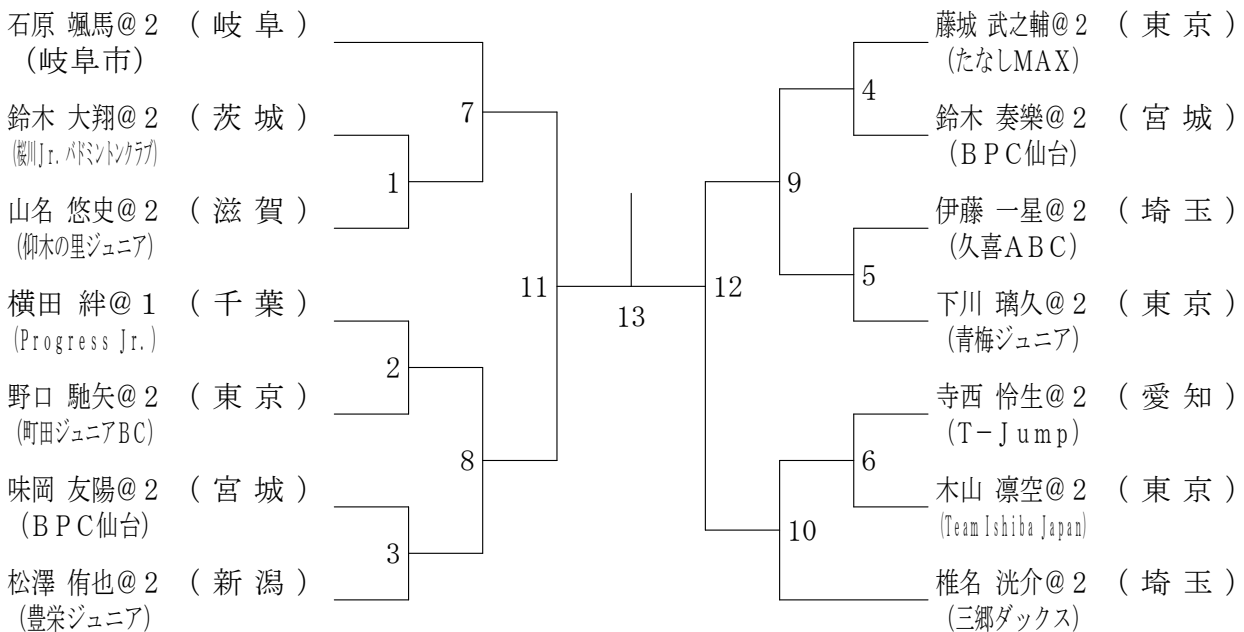 石原 颯馬@２ （ 岐 阜 ）
（岐阜市）
鈴木 大翔@２ （ 茨 城 ）
（桜川Jr.バドミントンクラブ）
山名 悠史@２ （ 滋 賀 ）
（仰木の里ジュニア）
横田 絆@１ （ 千 葉 ）
（Progress Jr.）
野口 馳矢@２ （ 東 京 ）
（町田ジュニアBC）
味岡 友陽@２ （ 宮 城 ）
（ＢＰＣ仙台）
松澤 侑也@２ （ 新 潟 ）
（豊栄ジュニア）
7
1
2
8
3
11
13
12
9
4
5
6
10
藤城 武之輔@２ （ 東 京 ）
（たなしMAX）
鈴木 奏樂@２ （ 宮 城 ）
（ＢＰＣ仙台）
伊藤 一星@２ （ 埼 玉 ）
（久喜ＡＢＣ）
下川 璃久@２ （ 東 京 ）
（青梅ジュニア）
寺西 怜生@２ （ 愛 知 ）
（Ｔ－Ｊｕｍｐ）
木山 凛空@２ （ 東 京 ）
（Team Ishiba Japan）
椎名 洸介@２ （ 埼 玉 ）
（三郷ダックス）